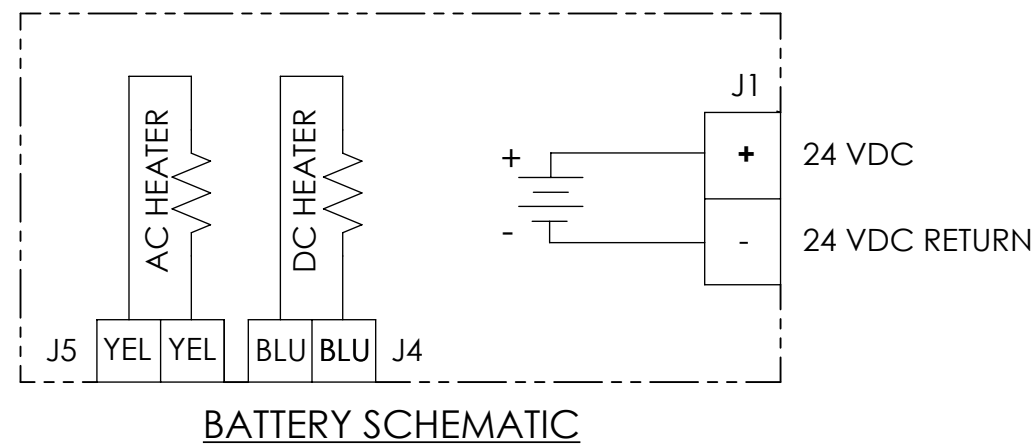 J1
AC HEATER
DC HEATER
+
+
24 VDC
-
-
24 VDC RETURN
J5
YEL
YEL
BLU
BLU
J4
BATTERY SCHEMATIC